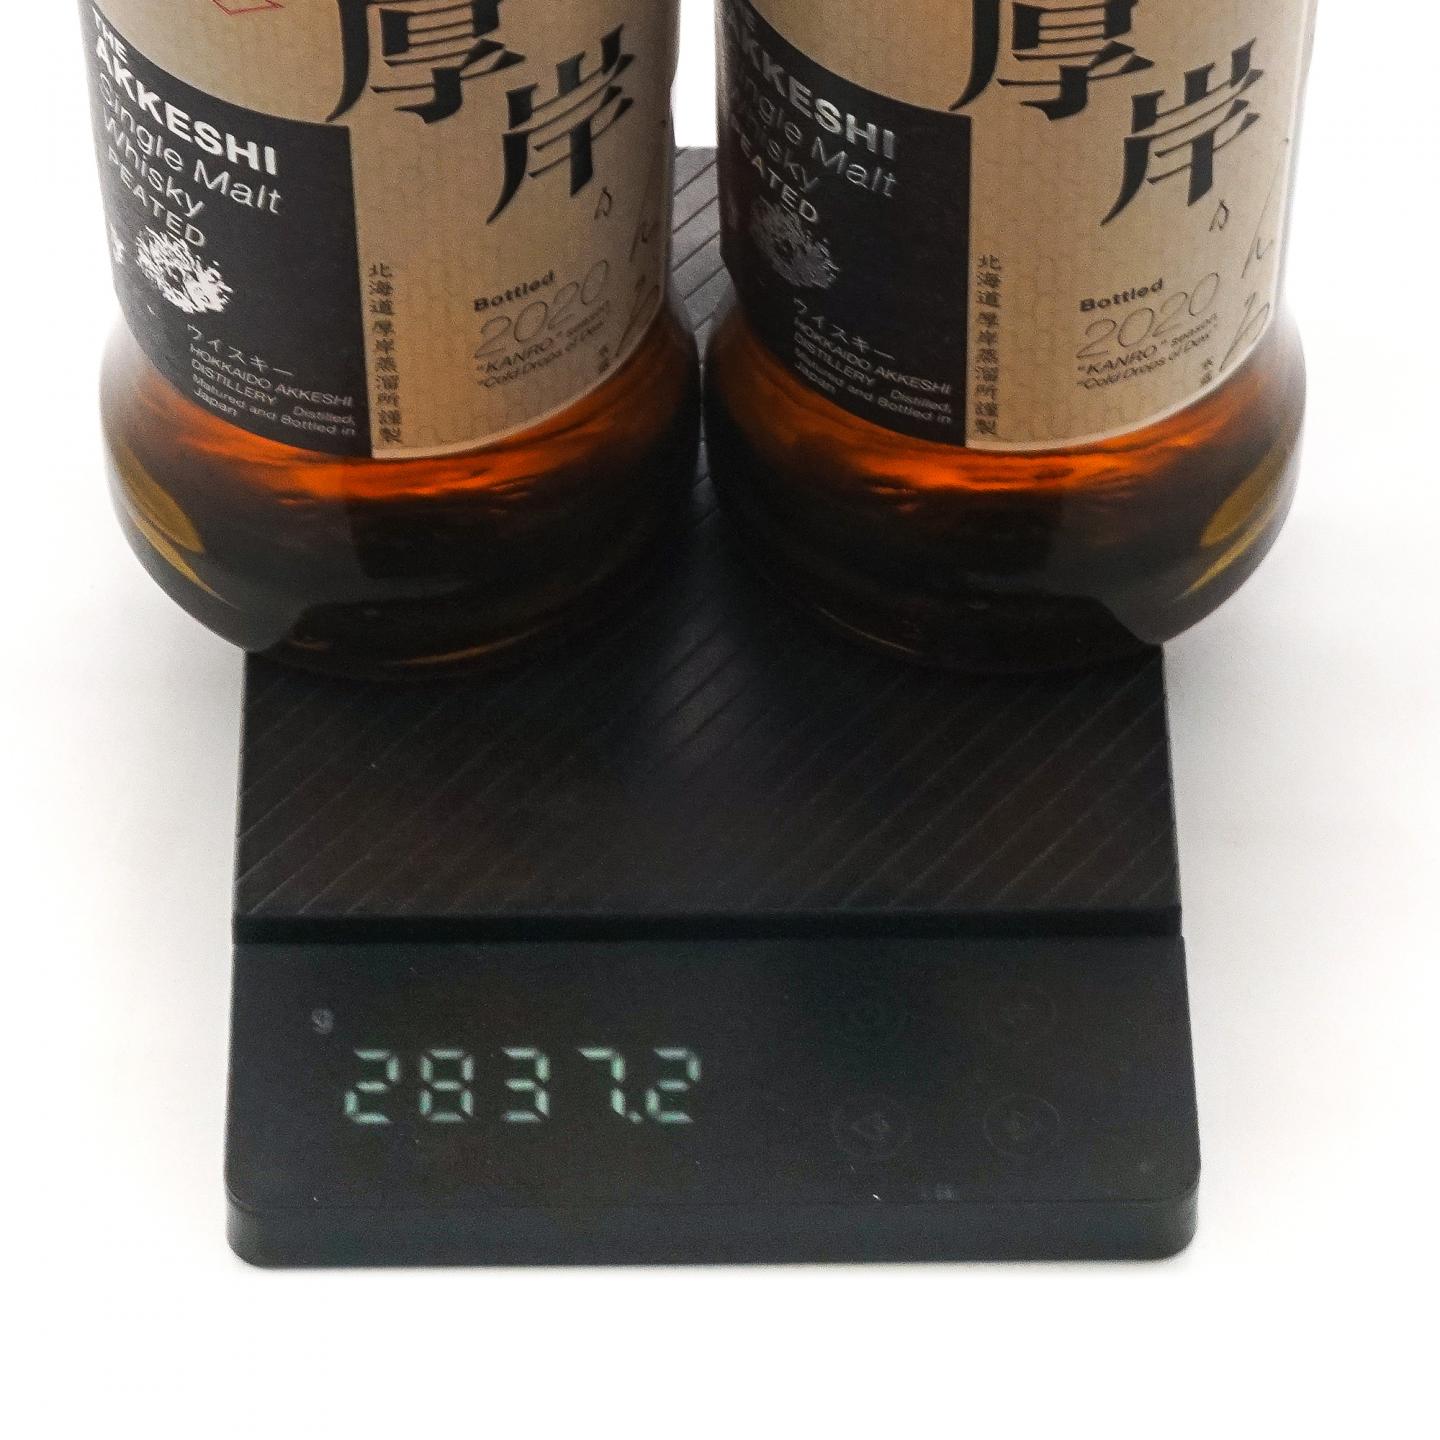 厚岸
THE
AKKESHI
Single Malt
Whisky
PEATED
ウイスキー
HOKKAIDO AKKESHI
DISTILLERY Distilled,
Matured and Bottled in
Japan
北海道厚岸蒸溜所謹製
Bottled
2020
"KANRO" season,
"Cold Drops of Dew"
厚岸
AKKESHI
Single Malt
Whisky
PEATED
ウイスキー
HOKKAIDO AKKESHI
DISTILLERY Distilled,
Matured and Bottled in
Japan
北海道厚岸蒸溜所謹製
Bottled
2020
"KANRO" season,
"Cold Drops of Dew"
g
2837.2